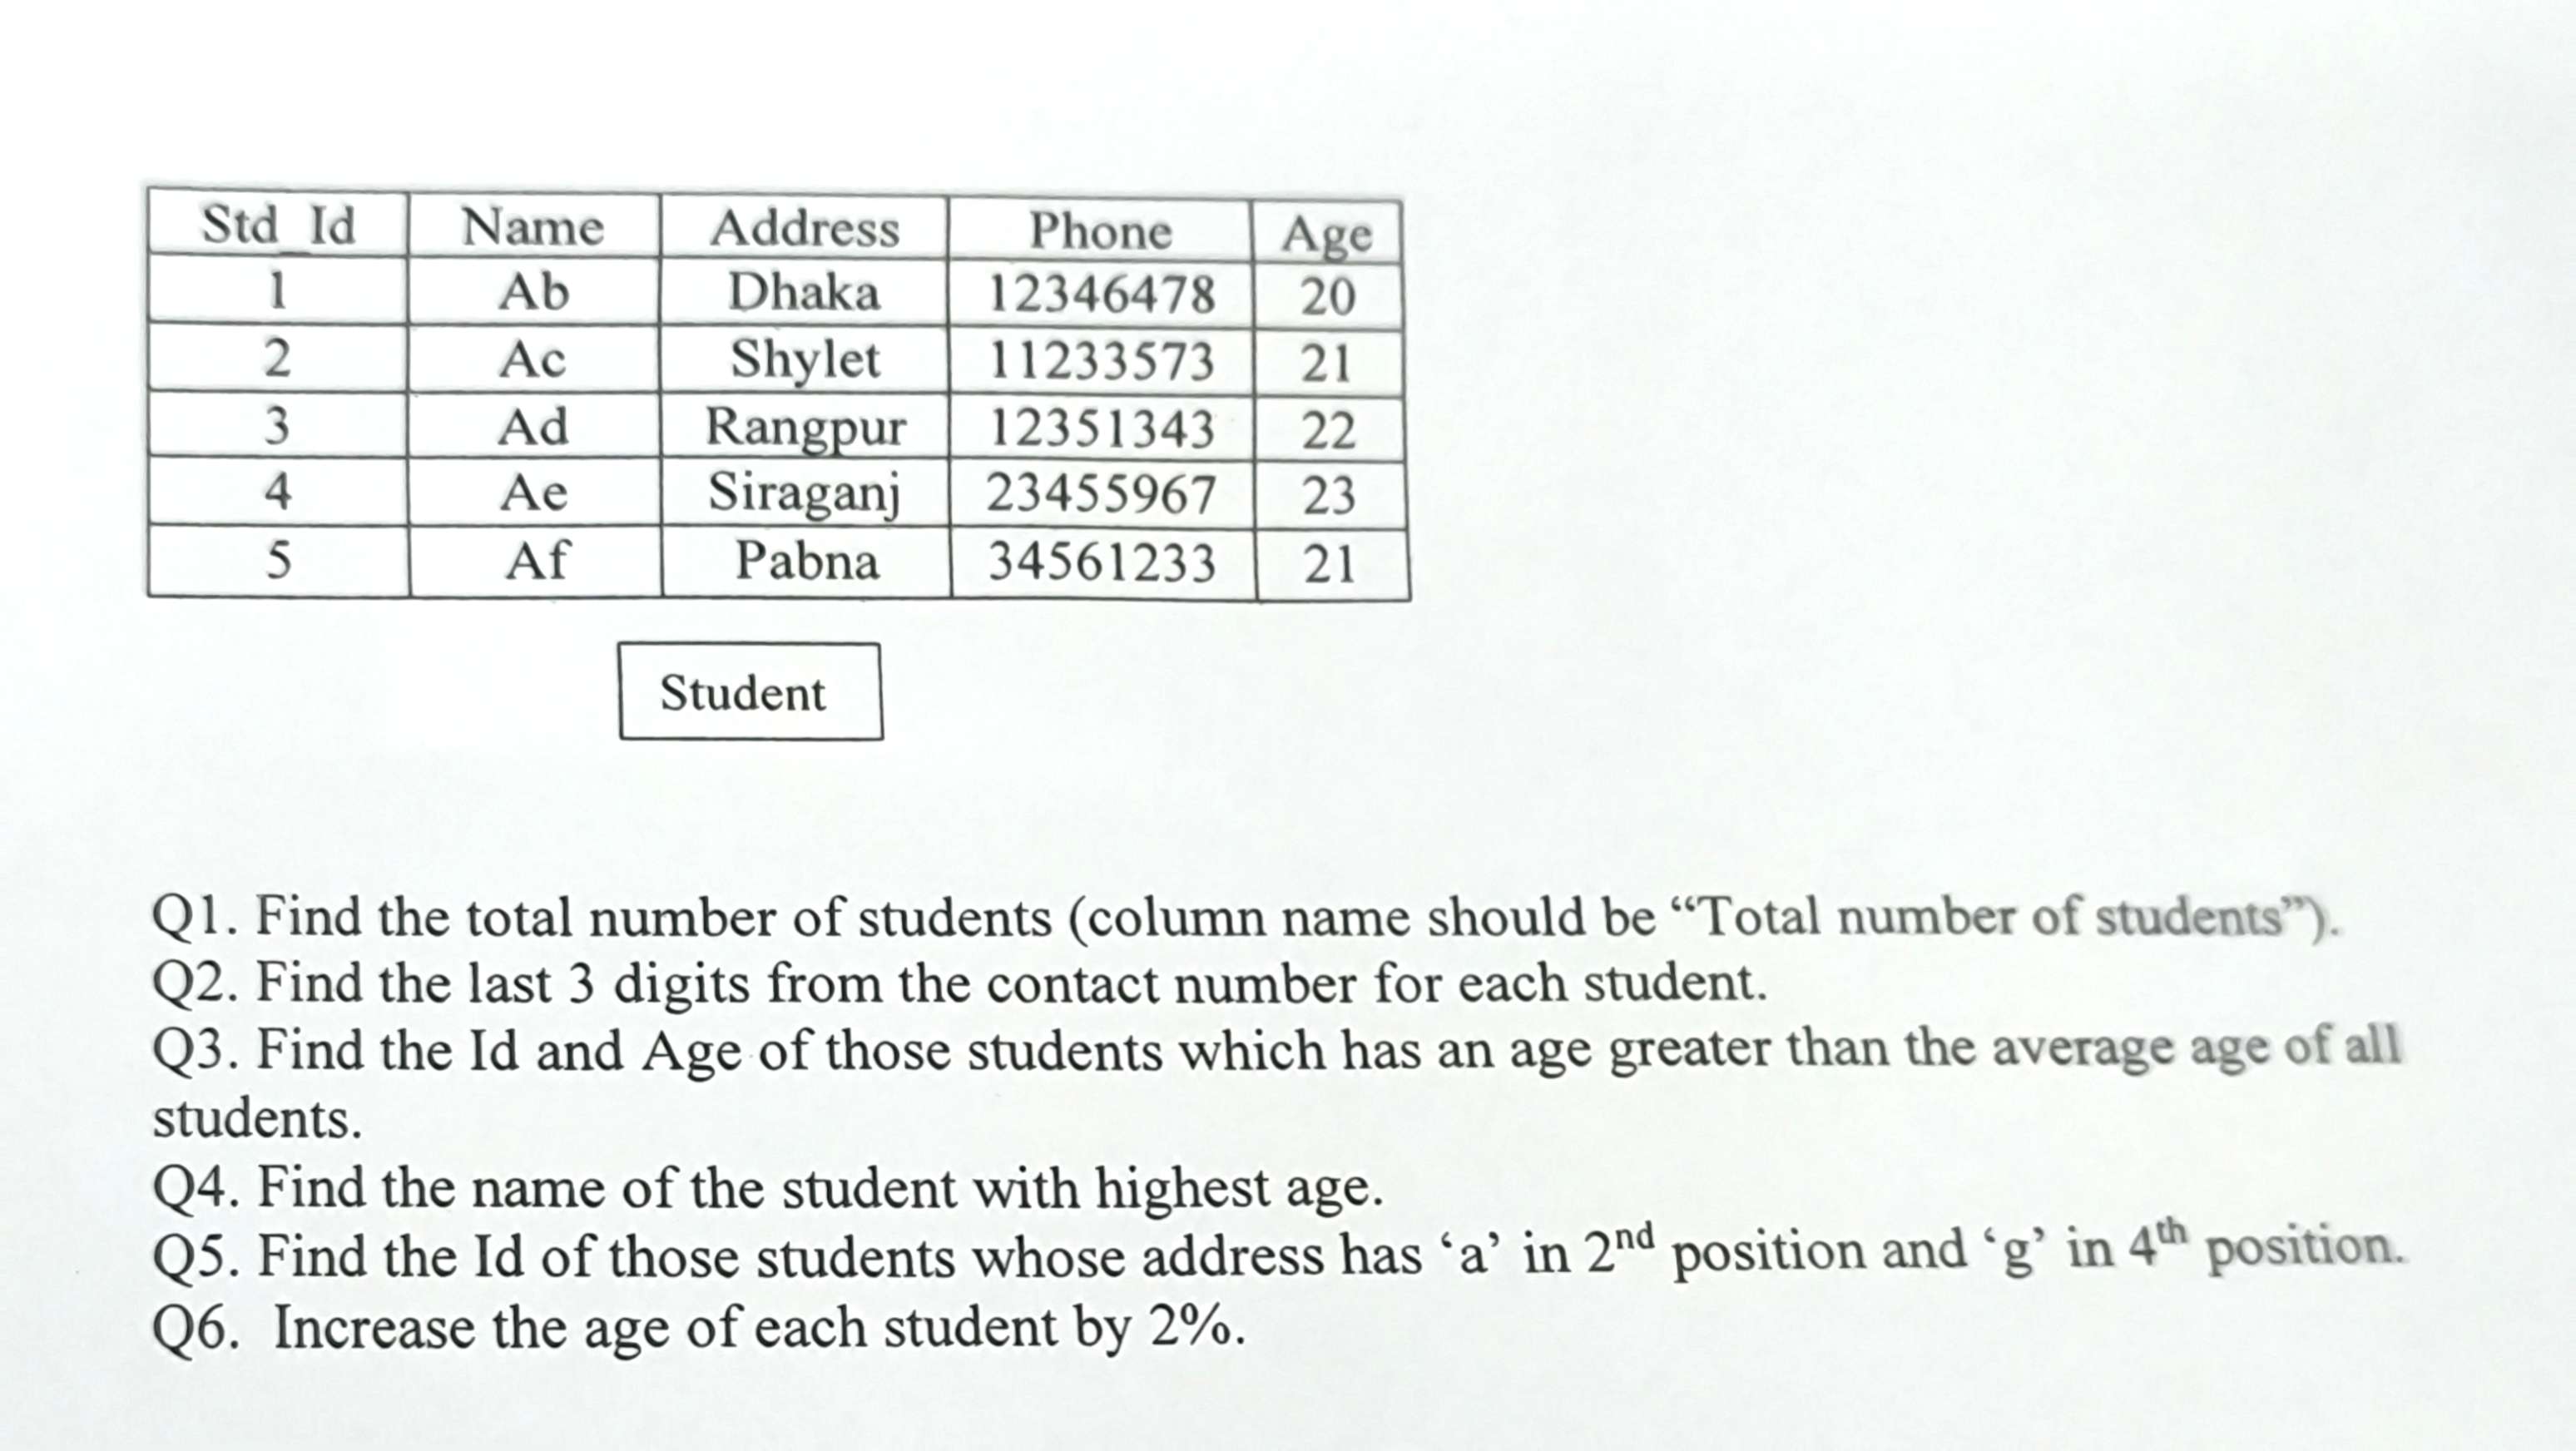 Std_Id Name Address Phone Age
1 Ab Dhaka 12346478 20
2 Ac Shylet 11233573 21
3 Ad Rangpur 12351343 22
4 Ae Siraganj 23455967 23
5 Af Pabna 34561233 21
Student
Q1. Find the total number of students (column name should be “Total number of students”).
Q2. Find the last 3 digits from the contact number for each student.
Q3. Find the Id and Age of those students which has an age greater than the average age of all
students.
Q4. Find the name of the student with highest age.
Q5. Find the Id of those students whose address has ‘a’ in 2nd position and ‘g’ in 4th position.
Q6. Increase the age of each student by 2%.